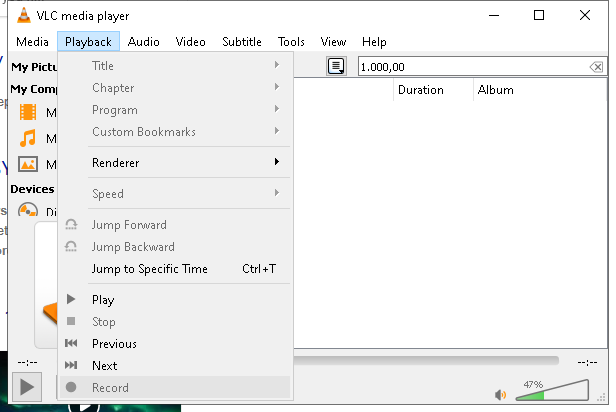 VLC media player
Media Playback Audio Video Subtitle Tools View Help
My Pictu
1.000,00
My Comp
Duration Album
Title
Chapter
M
Program
M
Custom Bookmarks
M
Renderer
Devices
Speed
Di
Jump Forward
Jump Backward
Jump to Specific Time Ctrl+T
Play
Stop
Previous
--:--
--:--
Next
Record
47%